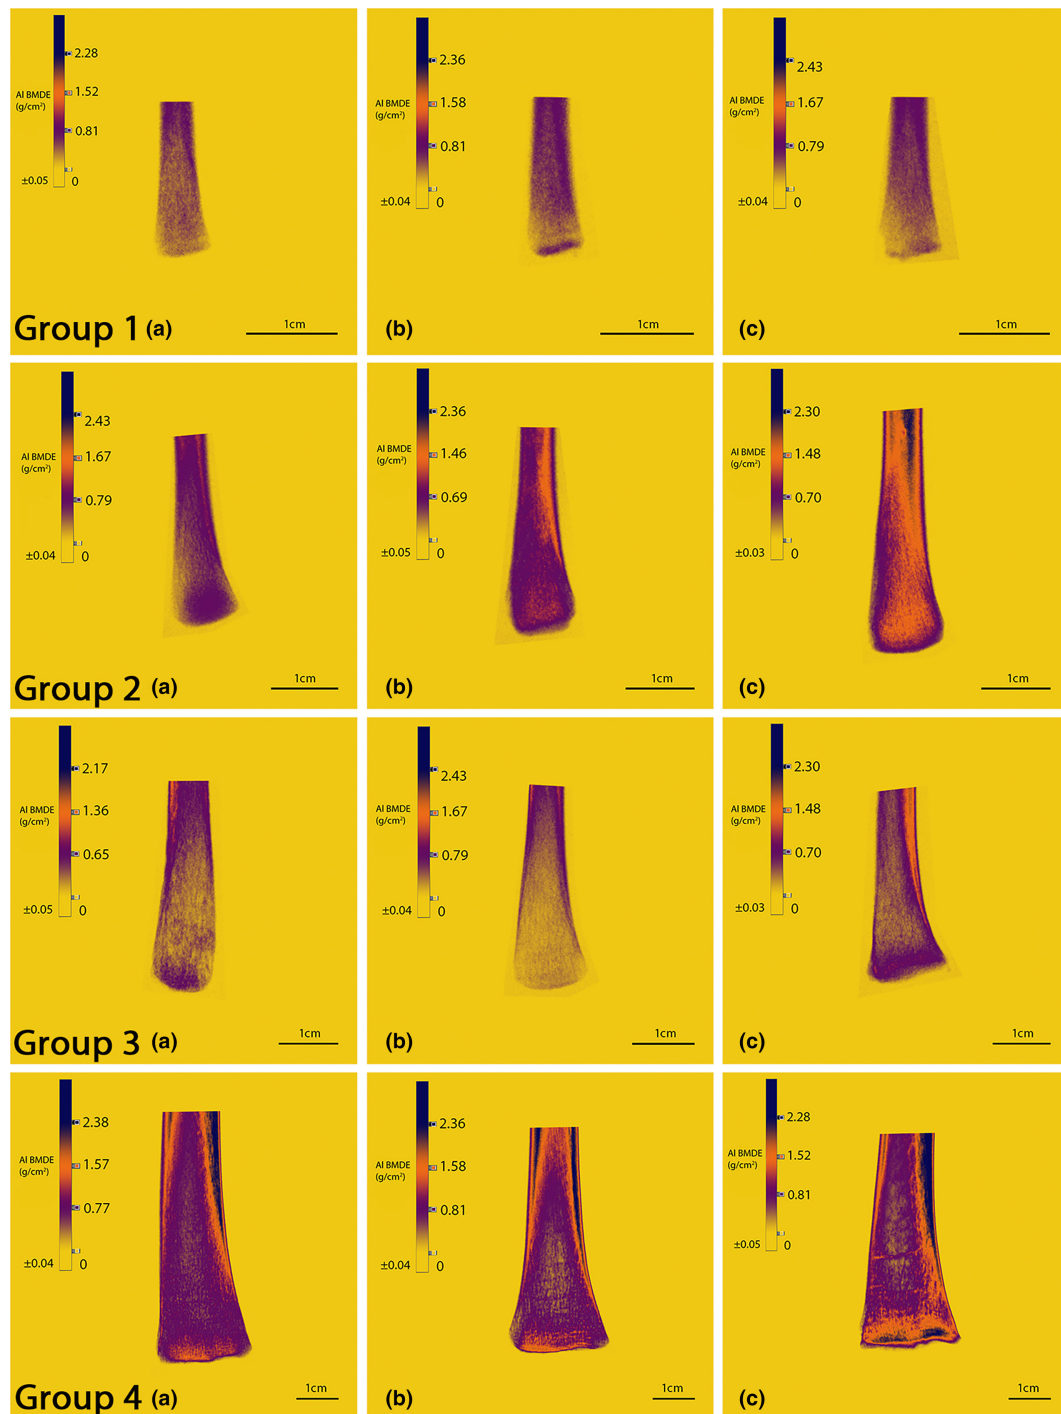 2.28
AI BMDE
(g/cm²)
1.52
0.81
±0.05
0
Group 1 (a)
1cm
2.36
AI BMDE
(g/cm²)
1.58
0.81
±0.04
0
(b)
1cm
2.43
AI BMDE
(g/cm²)
1.67
0.79
±0.04
0
(c)
1cm
2.43
AI BMDE
(g/cm²)
1.67
0.79
±0.04
0
Group 2 (a)
1cm
2.36
AI BMDE
(g/cm²)
1.46
0.69
±0.05
0
(b)
1cm
2.30
AI BMDE
(g/cm²)
1.48
0.70
±0.03
0
(c)
1cm
2.17
AI BMDE
(g/cm²)
1.36
0.65
±0.05
0
Group 3 (a)
1cm
2.43
AI BMDE
(g/cm²)
1.67
0.79
±0.04
0
(b)
1cm
2.30
AI BMDE
(g/cm²)
1.48
0.70
±0.03
0
(c)
1cm
2.38
AI BMDE
(g/cm²)
1.57
0.77
±0.04
0
Group 4 (a)
1cm
2.36
AI BMDE
(g/cm²)
1.58
0.81
±0.04
0
(b)
1cm
2.28
AI BMDE
(g/cm²)
1.52
0.81
±0.05
0
(c)
1cm